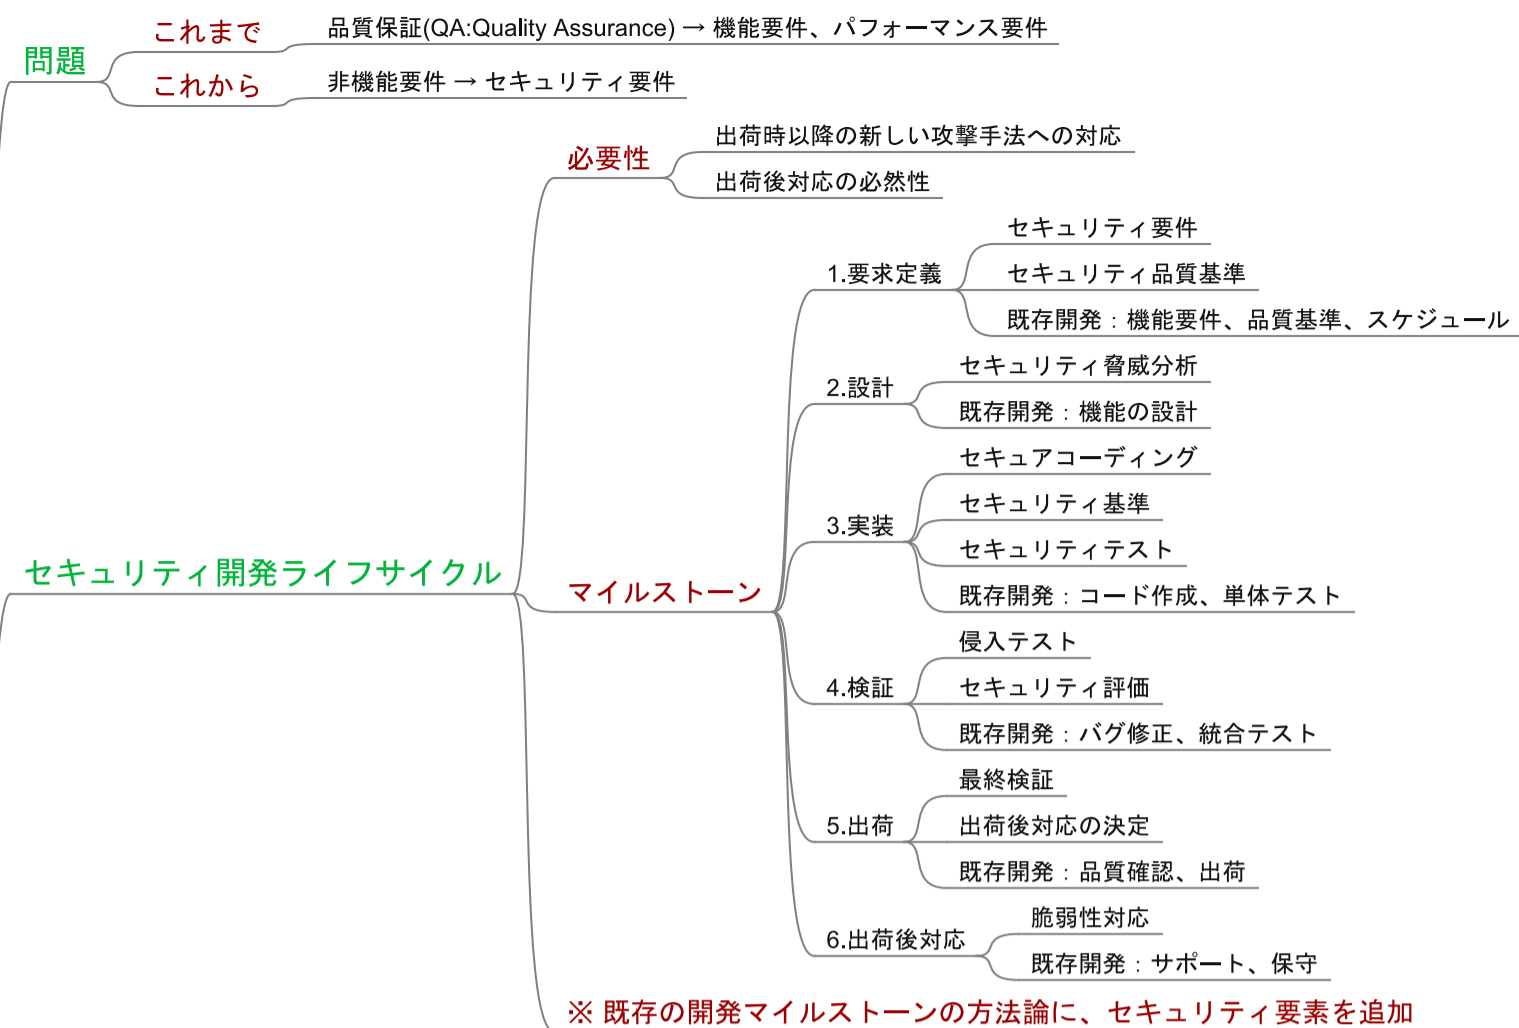 問題
これまで
品質保証(QA:Quality Assurance) → 機能要件、パフォーマンス要件
これから
非機能要件 → セキュリティ要件
セキュリティ開発ライフサイクル
必要性
出荷時以降の新しい攻撃手法への対応
出荷後対応の必然性
マイルストーン
1.要求定義
セキュリティ要件
セキュリティ品質基準
既存開発：機能要件、品質基準、スケジュール
2.設計
セキュリティ脅威分析
既存開発：機能の設計
3.実装
セキュアコーディング
セキュリティ基準
セキュリティテスト
既存開発：コード作成、単体テスト
4.検証
侵入テスト
セキュリティ評価
既存開発：バグ修正、統合テスト
5.出荷
最終検証
出荷後対応の決定
既存開発：品質確認、出荷
6.出荷後対応
脆弱性対応
既存開発：サポート、保守
※ 既存の開発マイルストーンの方法論に、セキュリティ要素を追加